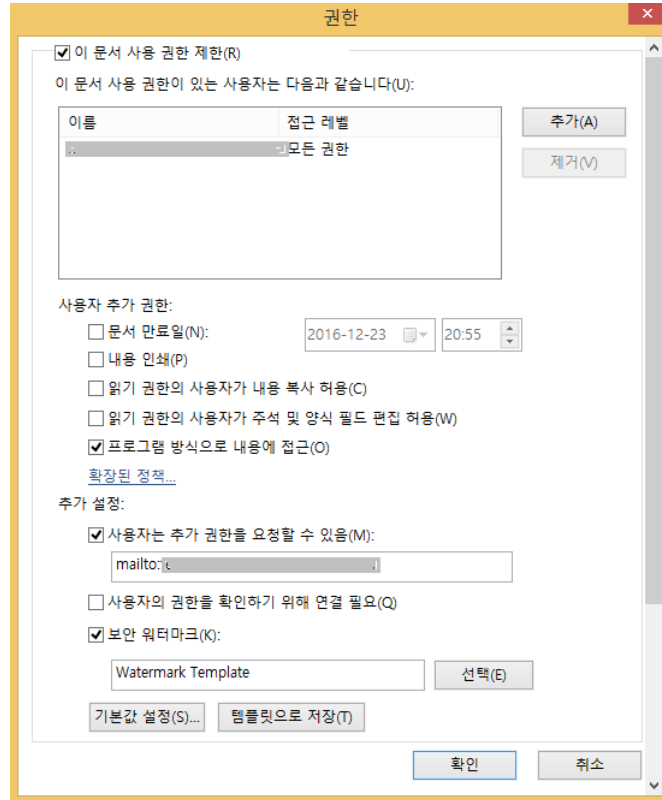 권한
이 문서 사용 권한 제한(R)
이 문서 사용 권한이 있는 사용자는 다음과 같습니다(U):
이름 접근 레벨
추가(A)
모든 권한
제거(V)
사용자 추가 권한:
문서 만료일(N): 2016-12-23 20:55
내용 인쇄(P)
읽기 권한의 사용자가 내용 복사 허용(C)
읽기 권한의 사용자가 주석 및 양식 필드 편집 허용(W)
프로그램 방식으로 내용에 접근(O)
확장된 정책...
추가 설정:
사용자는 추가 권한을 요청할 수 있음(M):
mailto:
사용자의 권한을 확인하기 위해 연결 필요(Q)
보안 워터마크(K):
Watermark Template 선택(E)
기본값 설정(S)... 템플릿으로 저장(T)
확인 취소